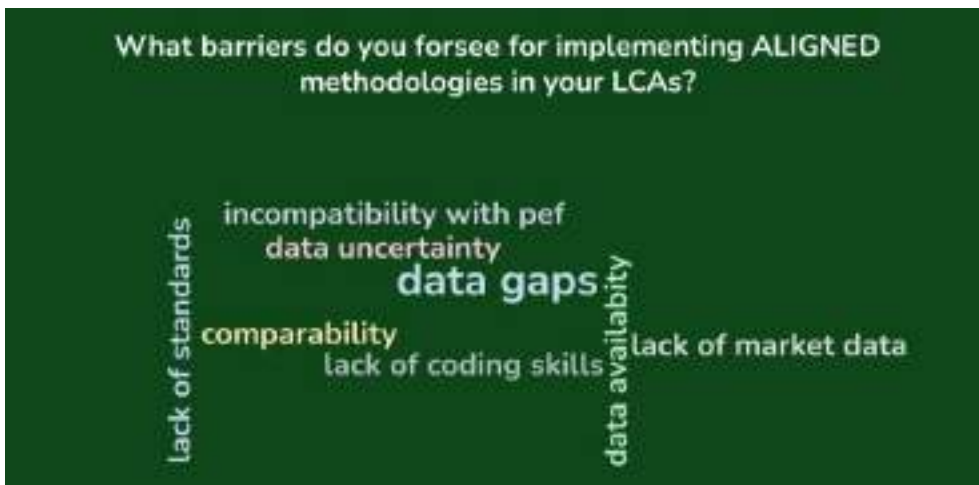 What barriers do you forsee for implementing ALIGNED
methodologies in your LCAs?
incompatibility with pef
data uncertainty
data gaps
comparability
lack of coding skills
lack of standards
data availabity
lack of market data